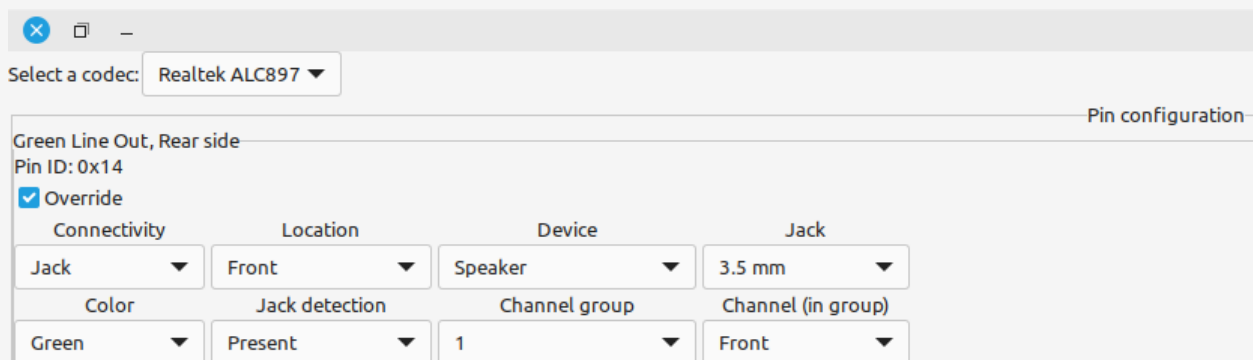 Select a codec: Realtek ALC897
Pin configuration
Green Line Out, Rear side
Pin ID: 0x14
Override
Connectivity Location Device Jack
Jack Front Speaker 3.5 mm
Color Jack detection Channel group Channel (in group)
Green Present 1 Front